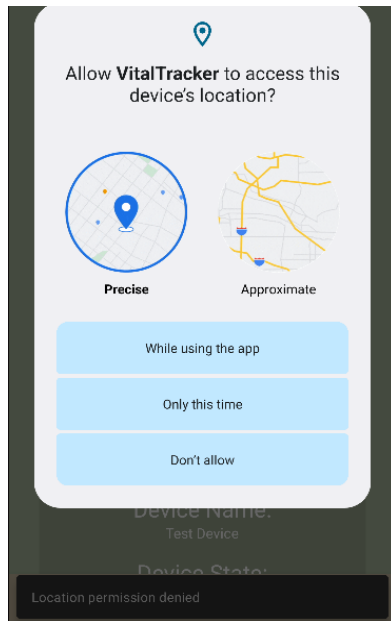 Allow VitalTracker to access this
device's location?
Precise
Approximate
While using the app
Only this time
Don't allow
Device Name:
Test Device
Device State:
Location permission denied